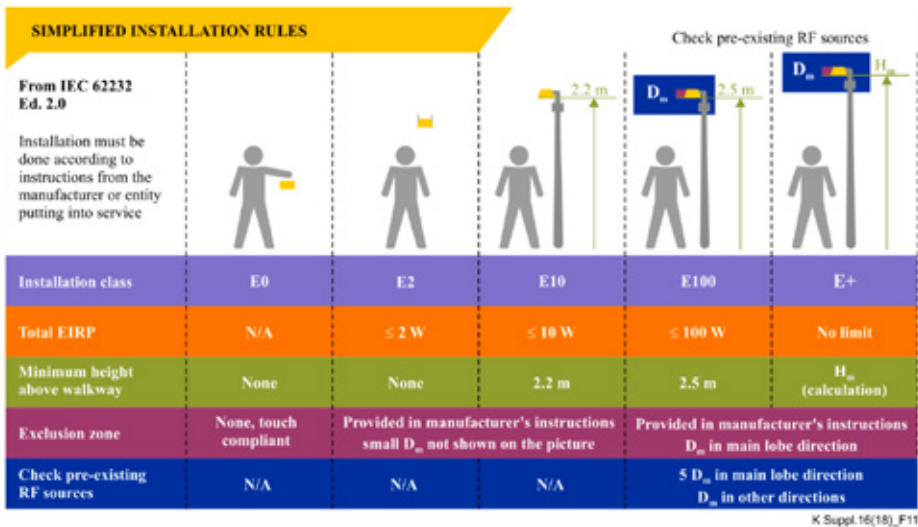 SIMPLIFIED INSTALLATION RULES
Check pre-existing RF sources
From IEC 62232
Ed. 2.0
Installation must be
done according to
instructions from the
manufacturer or entity
putting into service
2.2 m
Dm
2.5 m
Dm
Hm
Installation class E0 E2 E10 E100 E+
Total EIRP N/A ≤ 2 W ≤ 10 W ≤ 100 W No limit
Minimum height
above walkway
None None 2.2 m 2.5 m
Hm
(calculation)
Exclusion zone
None, touch
compliant
Provided in manufacturer's instructions
small Dm not shown on the picture
Provided in manufacturer's instructions
Dm in main lobe direction
Check pre-existing
RF sources
N/A N/A N/A
5 Dm in main lobe direction
Dm in other directions
K.Suppl.16(18)_F11